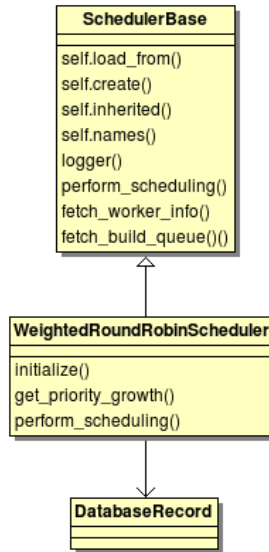 SchedulerBase
self.load_from()
self.create()
self.inherited()
self.names()
logger()
perform_scheduling()
fetch_worker_info()
fetch_build_queue()()
WeightedRoundRobinScheduler
initialize()
get_priority_growth()
perform_scheduling()
DatabaseRecord